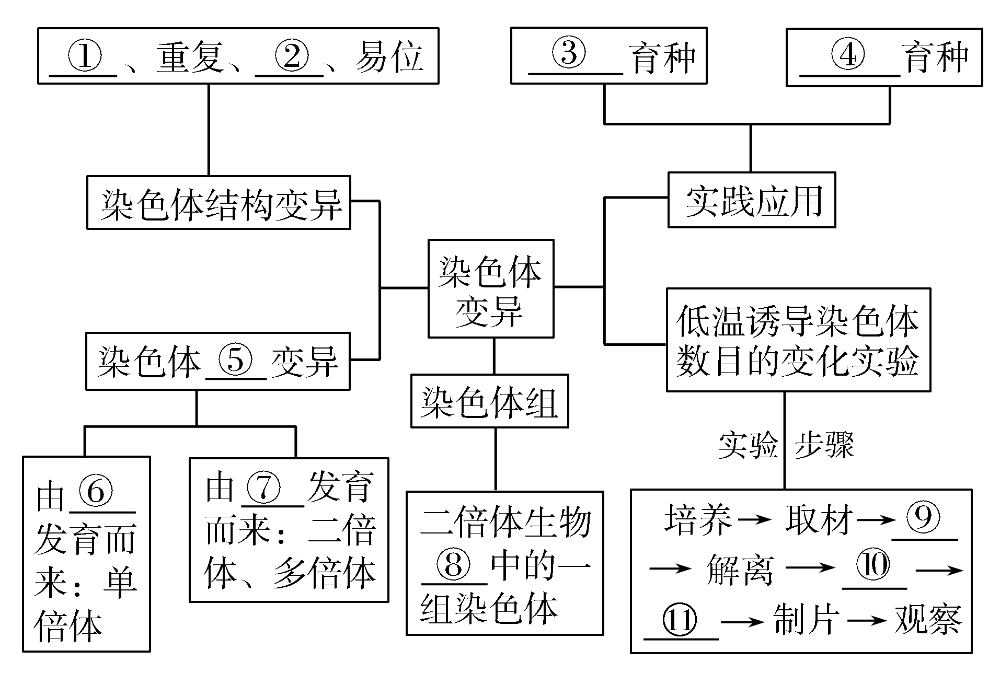 ①、重复、②、易位
③育种
④育种
染色体结构变异
实践应用
染色体
变异
染色体⑤变异
低温诱导染色体
数目的变化实验
染色体组
实验步骤
由⑥
发育而
来：单
倍体
由⑦发育
而来：二倍
体、多倍体
二倍体生物
⑧中的一
组染色体
培养→取材→⑨
→解离→⑩→
⑪→制片→观察